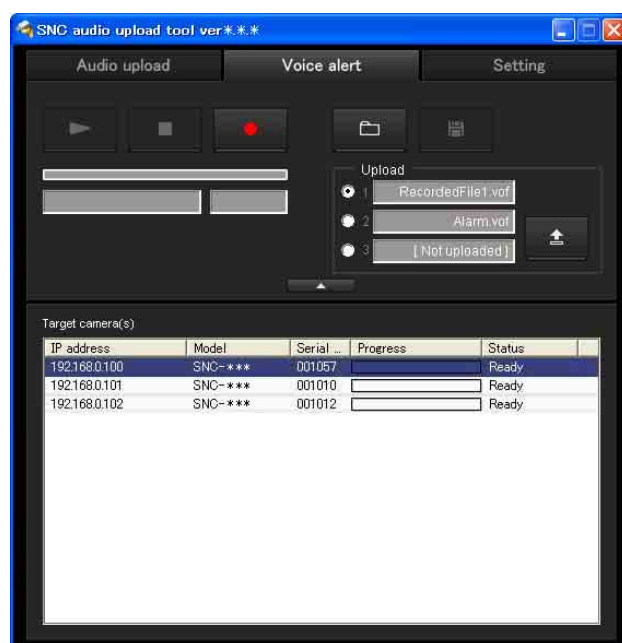 SNC audio upload tool ver*.*.*
Audio upload Voice alert Setting
Upload
1 RecordedFile1.vof
2 Alarm.vof
3 [ Not uploaded ]
Target camera(s)
IP address Model Serial ... Progress Status
192.168.0.100 SNC-*** 001057 Ready
192.168.0.101 SNC-*** 001010 Ready
192.168.0.102 SNC-*** 001012 Ready